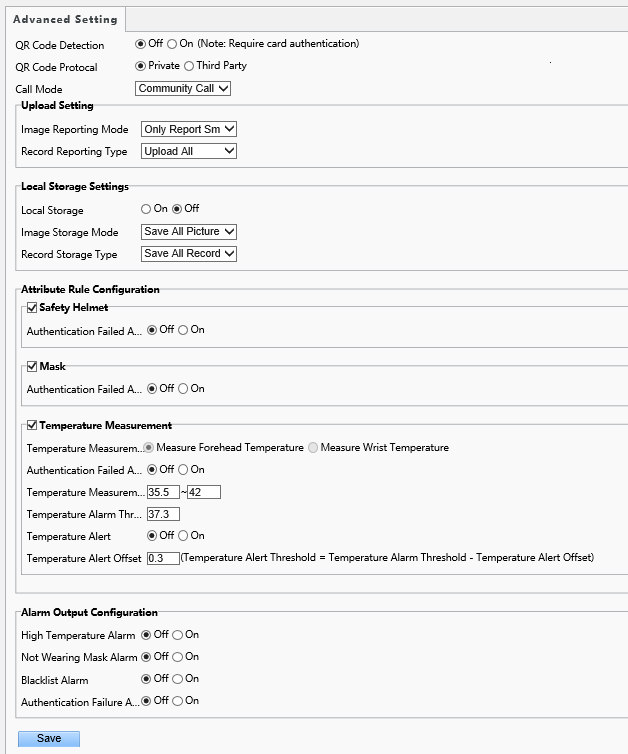 Advanced Setting
QR Code Detection Off On (Note: Require card authentication)
QR Code Protocal Private Third Party
Call Mode Community Call
Upload Setting
Image Reporting Mode Only Report Sm
Record Reporting Type Upload All
Local Storage Settings
Local Storage On Off
Image Storage Mode Save All Picture
Record Storage Type Save All Record
Attribute Rule Configuration
Safety Helmet
Authentication Failed A... Off On
Mask
Authentication Failed A... Off On
Temperature Measurement
Temperature Measurem... Measure Forehead Temperature Measure Wrist Temperature
Authentication Failed A... Off On
Temperature Measurem... 35.5 ~ 42
Temperature Alarm Thr... 37.3
Temperature Alert Off On
Temperature Alert Offset 0.3 (Temperature Alert Threshold = Temperature Alarm Threshold - Temperature Alert Offset)
Alarm Output Configuration
High Temperature Alarm Off On
Not Wearing Mask Alarm Off On
Blacklist Alarm Off On
Authentication Failure A... Off On
Save